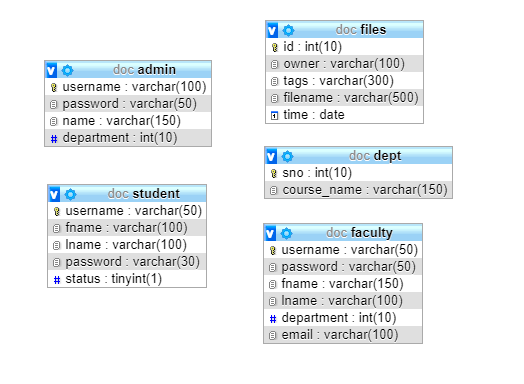 doc admin
username : varchar(100)
password : varchar(50)
name : varchar(150)
department : int(10)
doc student
username : varchar(50)
fname : varchar(100)
lname : varchar(100)
password : varchar(30)
status : tinyint(1)
doc files
id : int(10)
owner : varchar(100)
tags : varchar(300)
filename : varchar(500)
time : date
doc dept
sno : int(10)
course_name : varchar(150)
doc faculty
username : varchar(50)
password : varchar(50)
fname : varchar(150)
lname : varchar(100)
department : int(10)
email : varchar(100)